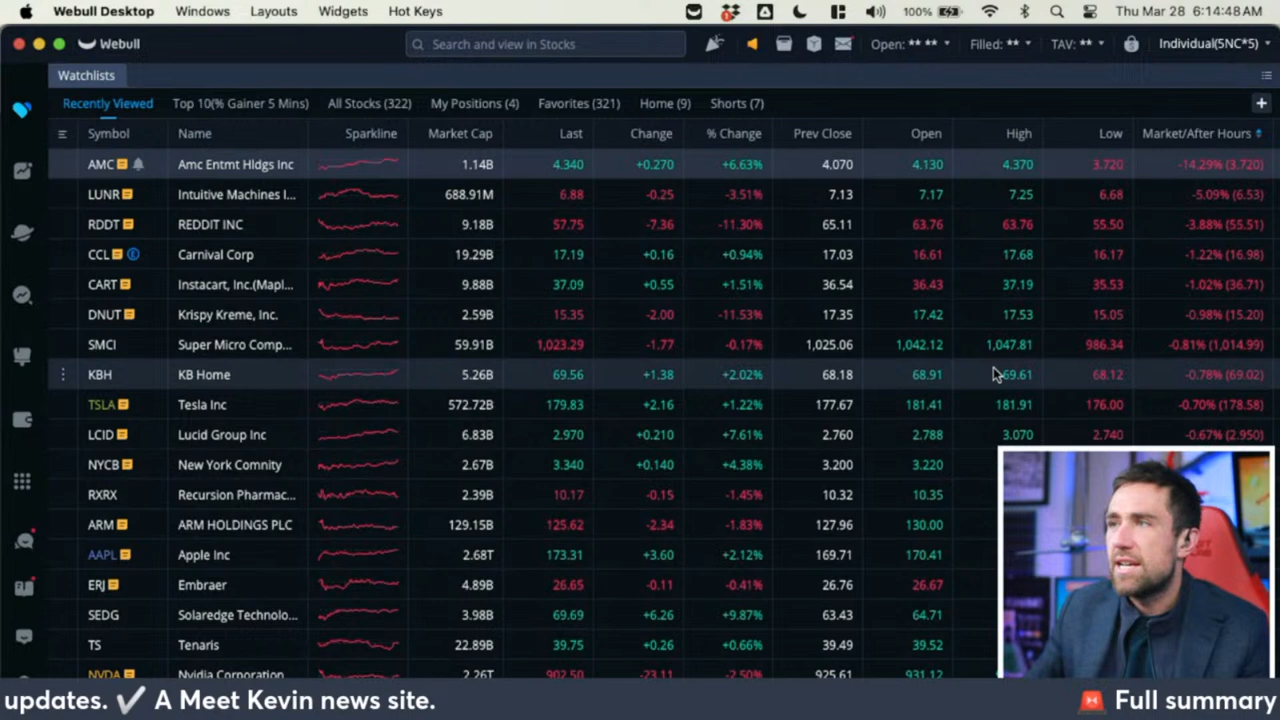 Webull Desktop Windows Layouts Widgets Hot Keys 100% Thu Mar 28 6:14:48 AM
Webull Search and view in Stocks Open: ** ** Filled: ** TAV: ** Individual(5NC*5)
Watchlists
Recently Viewed Top 10(% Gainer 5 Mins) All Stocks (322) My Positions (4) Favorites (321) Home (9) Shorts (7)
Symbol Name Sparkline Market Cap Last Change % Change Prev Close Open High Low Market/After Hours
AMC Amc Entmt Hldgs Inc 1.14B 4.340 +0.270 +6.63% 4.070 4.130 4.370 3.720 -14.29% (3.720)
LUNR Intuitive Machines I... 688.91M 6.88 -0.25 -3.51% 7.13 7.17 7.25 6.68 -5.09% (6.53)
RDDT REDDIT INC 9.18B 57.75 -7.36 -11.30% 65.11 63.76 63.76 55.50 -3.88% (55.51)
CCL Carnival Corp 19.29B 17.19 +0.16 +0.94% 17.03 16.61 17.68 16.17 -1.22% (16.98)
CART Instacart, Inc.(Mapl... 9.88B 37.09 +0.55 +1.51% 36.54 36.43 37.19 35.53 -1.02% (36.71)
DNUT Krispy Kreme, Inc. 2.59B 15.35 -2.00 -11.53% 17.35 17.42 17.53 15.05 -0.98% (15.20)
SMCI Super Micro Comp... 59.91B 1,023.29 -1.77 -0.17% 1,025.06 1,042.12 1,047.81 986.34 -0.81% (1,014.99)
KBH KB Home 5.26B 69.56 +1.38 +2.02% 68.18 68.91 69.61 68.12 -0.78% (69.02)
TSLA Tesla Inc 572.72B 179.83 +2.16 +1.22% 177.67 181.41 181.91 176.00 -0.70% (178.58)
LCID Lucid Group Inc 6.83B 2.970 +0.210 +7.61% 2.760 2.788 3.070 2.740 -0.67% (2.950)
NYCB New York Comnity 2.67B 3.340 +0.140 +4.38% 3.200 3.220
RXRX Recursion Pharmac... 2.39B 10.17 -0.15 -1.45% 10.32 10.35
ARM ARM HOLDINGS PLC 129.15B 125.62 -2.34 -1.83% 127.96 130.00
AAPL Apple Inc 2.68T 173.31 +3.60 +2.12% 169.71 170.41
ERJ Embraer 4.89B 26.65 -0.11 -0.41% 26.76 26.67
SEDG Solaredge Technolo... 3.98B 69.69 +6.26 +9.87% 63.43 64.71
TS Tenaris 22.89B 39.75 +0.26 +0.66% 39.49 39.52
NVDA Nvidia Corporation 2.26T 902.50 -23.11 -2.50% 925.61 931.12
updates. ✔ A Meet Kevin news site. 🚨 Full summary